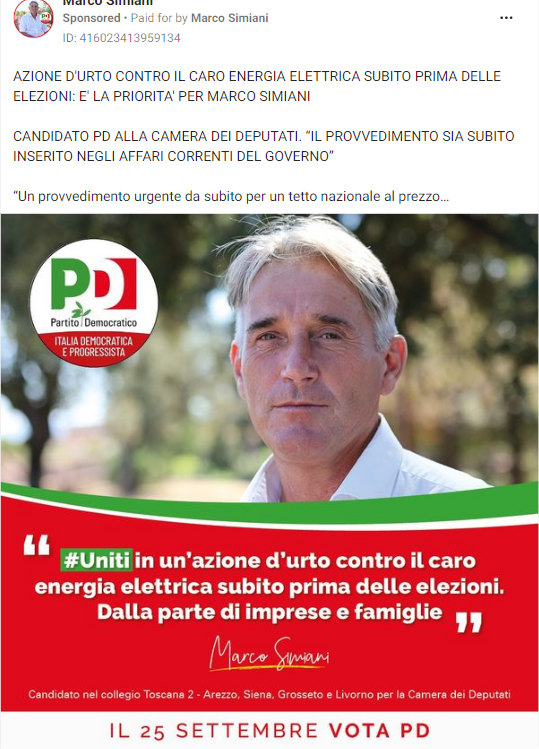 Marco Simiani
Sponsored • Paid for by Marco Simiani
ID: 416023413959134
AZIONE D'URTO CONTRO IL CARO ENERGIA ELETTRICA SUBITO PRIMA DELLE
ELEZIONI: E' LA PRIORITA' PER MARCO SIMIANI
CANDIDATO PD ALLA CAMERA DEI DEPUTATI. “IL PROVVEDIMENTO SIA SUBITO
INSERITO NEGLI AFFARI CORRENTI DEL GOVERNO”
“Un provvedimento urgente da subito per un tetto nazionale al prezzo...
PD
Partito Democratico
ITALIA DEMOCRATICA
E PROGRESSISTA
“ #Uniti in un'azione d'urto contro il caro
energia elettrica subito prima delle elezioni.
Dalla parte di imprese e famiglie ”
Marco Simiani
Candidato nel collegio Toscana 2 - Arezzo, Siena, Grosseto e Livorno per la Camera dei Deputati
IL 25 SETTEMBRE VOTA PD